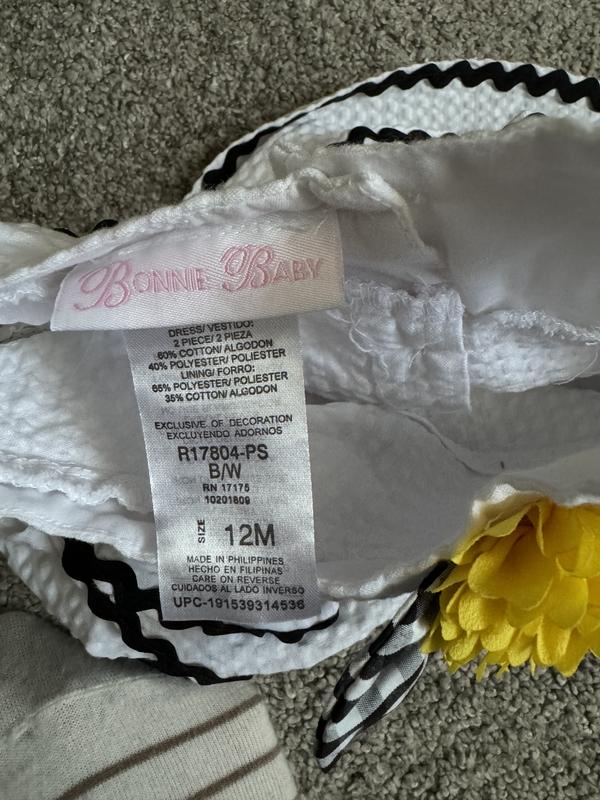 BONNIE BABY
DRESS/ VESTIDO:
2 PIECE/ 2 PIEZA
60% COTTON/ ALGODON
40% POLYESTER/ POLIESTER
LINING/ FORRO:
65% POLYESTER/ POLIESTER
35% COTTON/ ALGODON
EXCLUSIVE OF DECORATION
EXCLUYENDO ADORNOS
R17804-PS
B/W
RN 17175
10201809
SIZE 12M
MADE IN PHILIPPINES
HECHO EN FILIPINAS
CARE ON REVERSE
CUIDADOS AL LADO INVERSO
UPC-191539314536